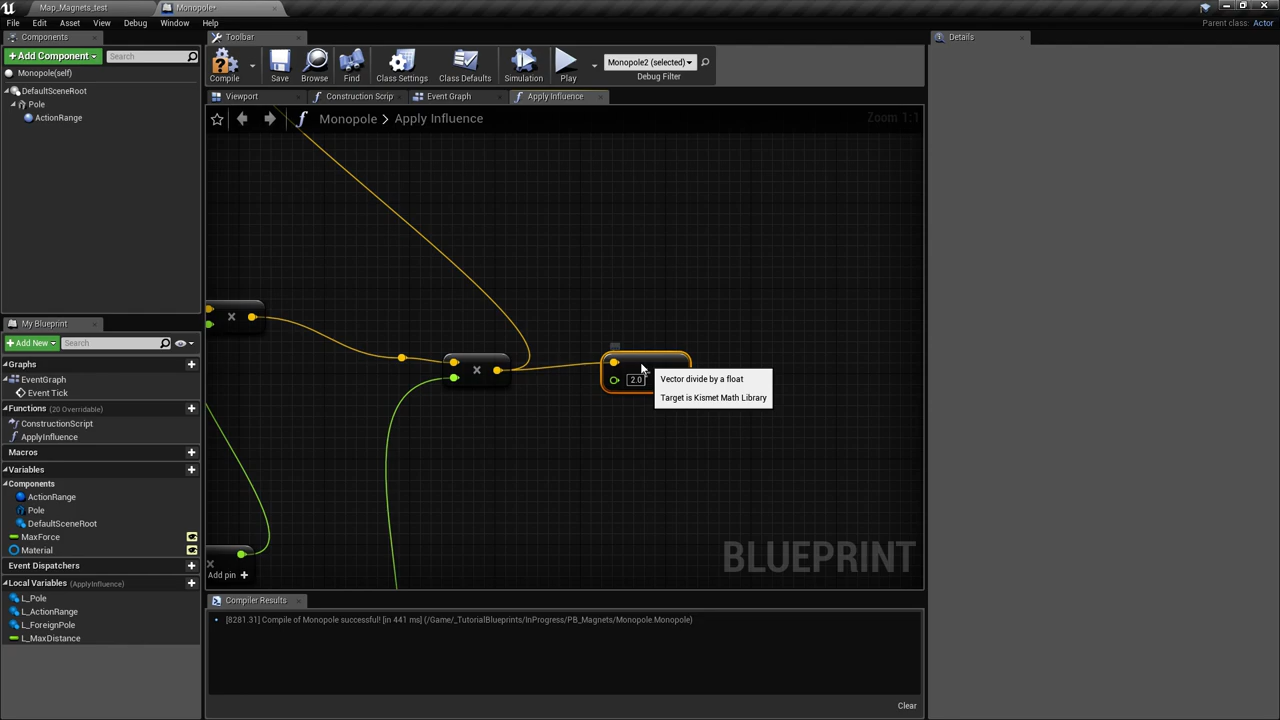 Map_Magnets_test
Monopole*
File
Edit
Asset
View
Debug
Window
Help
Parent class: Actor
Components
Toolbar
Details
Add Component
Search
Monopole(self)
DefaultSceneRoot
Pole
ActionRange
Compile
Save
Browse
Find
Class Settings
Class Defaults
Simulation
Play
Monopole2 (selected)
Debug Filter
Viewport
Construction Scrip
Event Graph
Apply Influence
Monopole > Apply Influence
Zoom 1:1
2.0
Vector divide by a float
Target is Kismet Math Library
Add pin +
BLUEPRINT
My Blueprint
Add New
Search
Graphs
EventGraph
Event Tick
Functions (20 Overridable)
ConstructionScript
ApplyInfluence
Macros
Variables
Components
ActionRange
Pole
DefaultSceneRoot
MaxForce
Material
Event Dispatchers
Local Variables (ApplyInfluence)
L_Pole
L_ActionRange
L_ForeignPole
L_MaxDistance
Compiler Results
[8281.31] Compile of Monopole successful! [in 441 ms] (/Game/_TutorialBlueprints/InProgress/PB_Magnets/Monopole.Monopole)
Clear